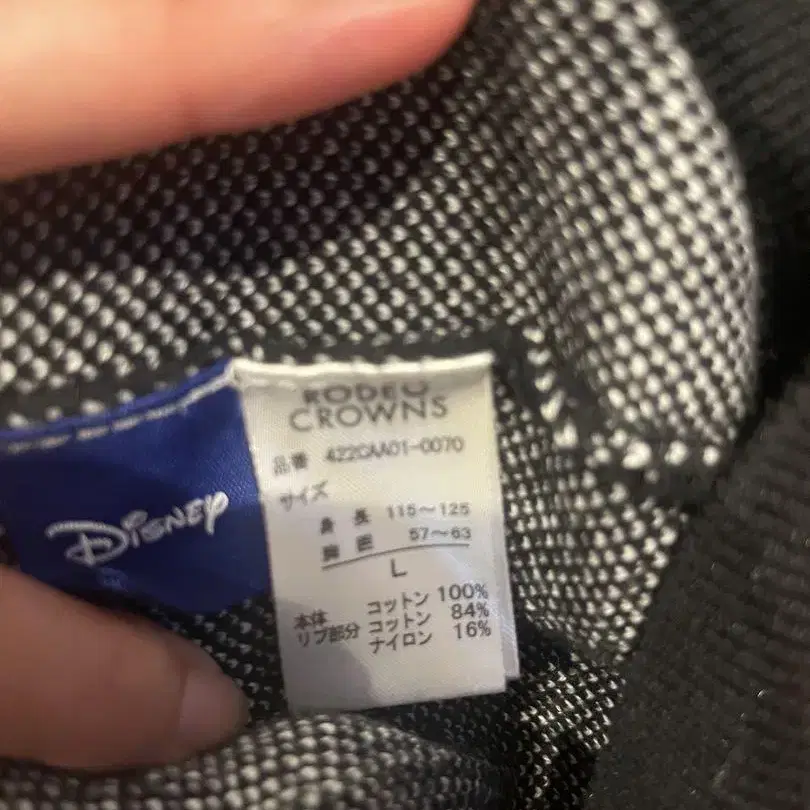 RODEO
CROWNS
品番 422CAA01-0070
サイズ
身長 115~125
胸囲 57~63
L
本体 コットン 100%
リブ部分 コットン 84%
ナイロン 16%
Disney